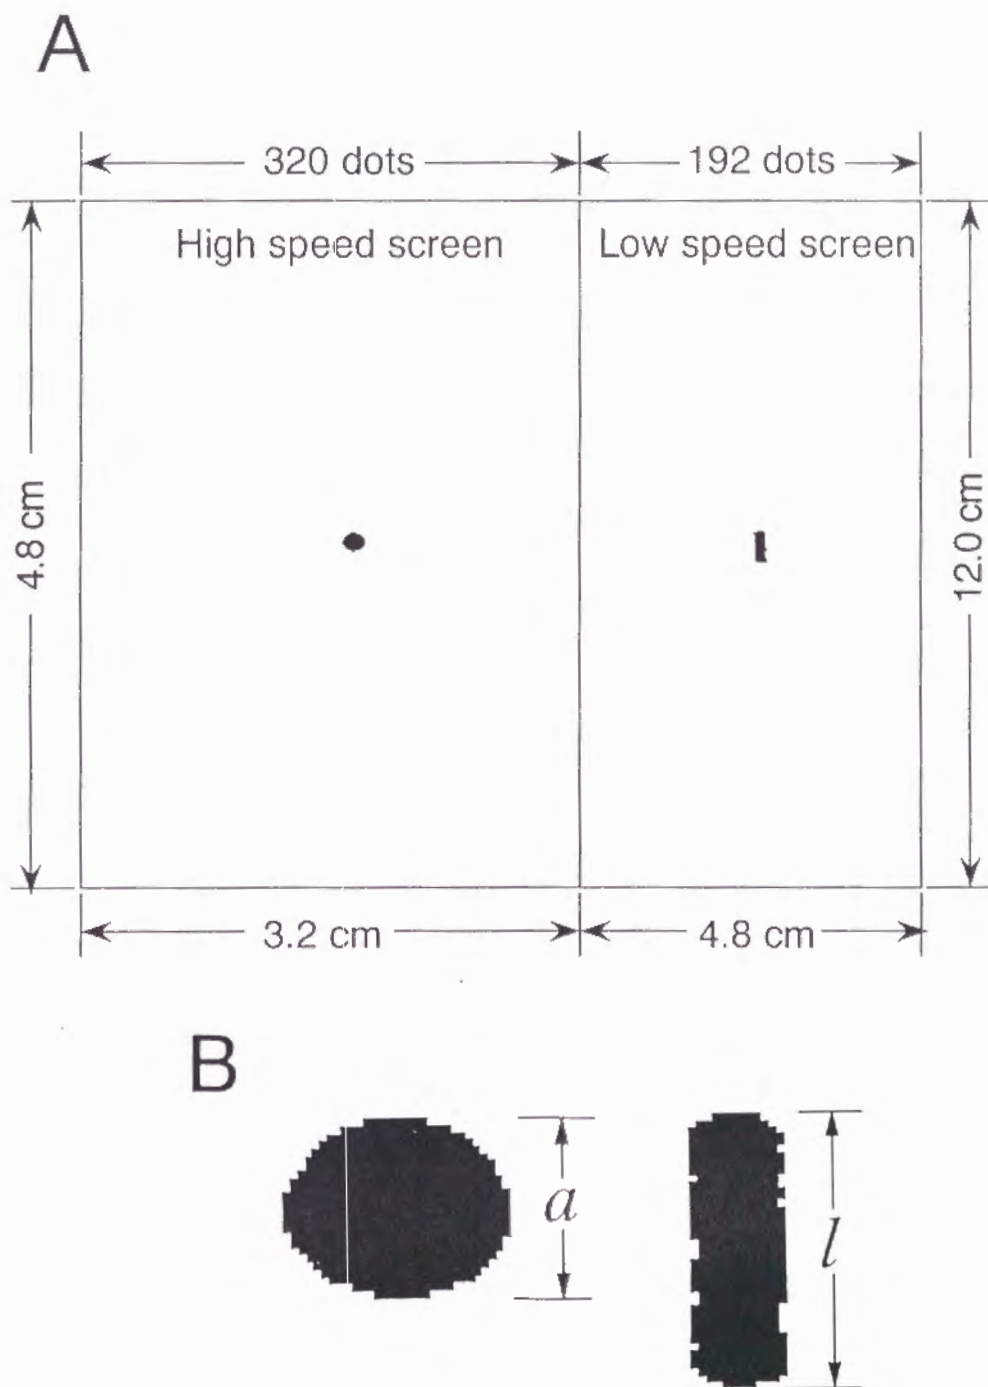 A
320 dots 192 dots
High speed screen Low speed screen
4.8 cm
12.0 cm
3.2 cm 4.8 cm
B
a
l